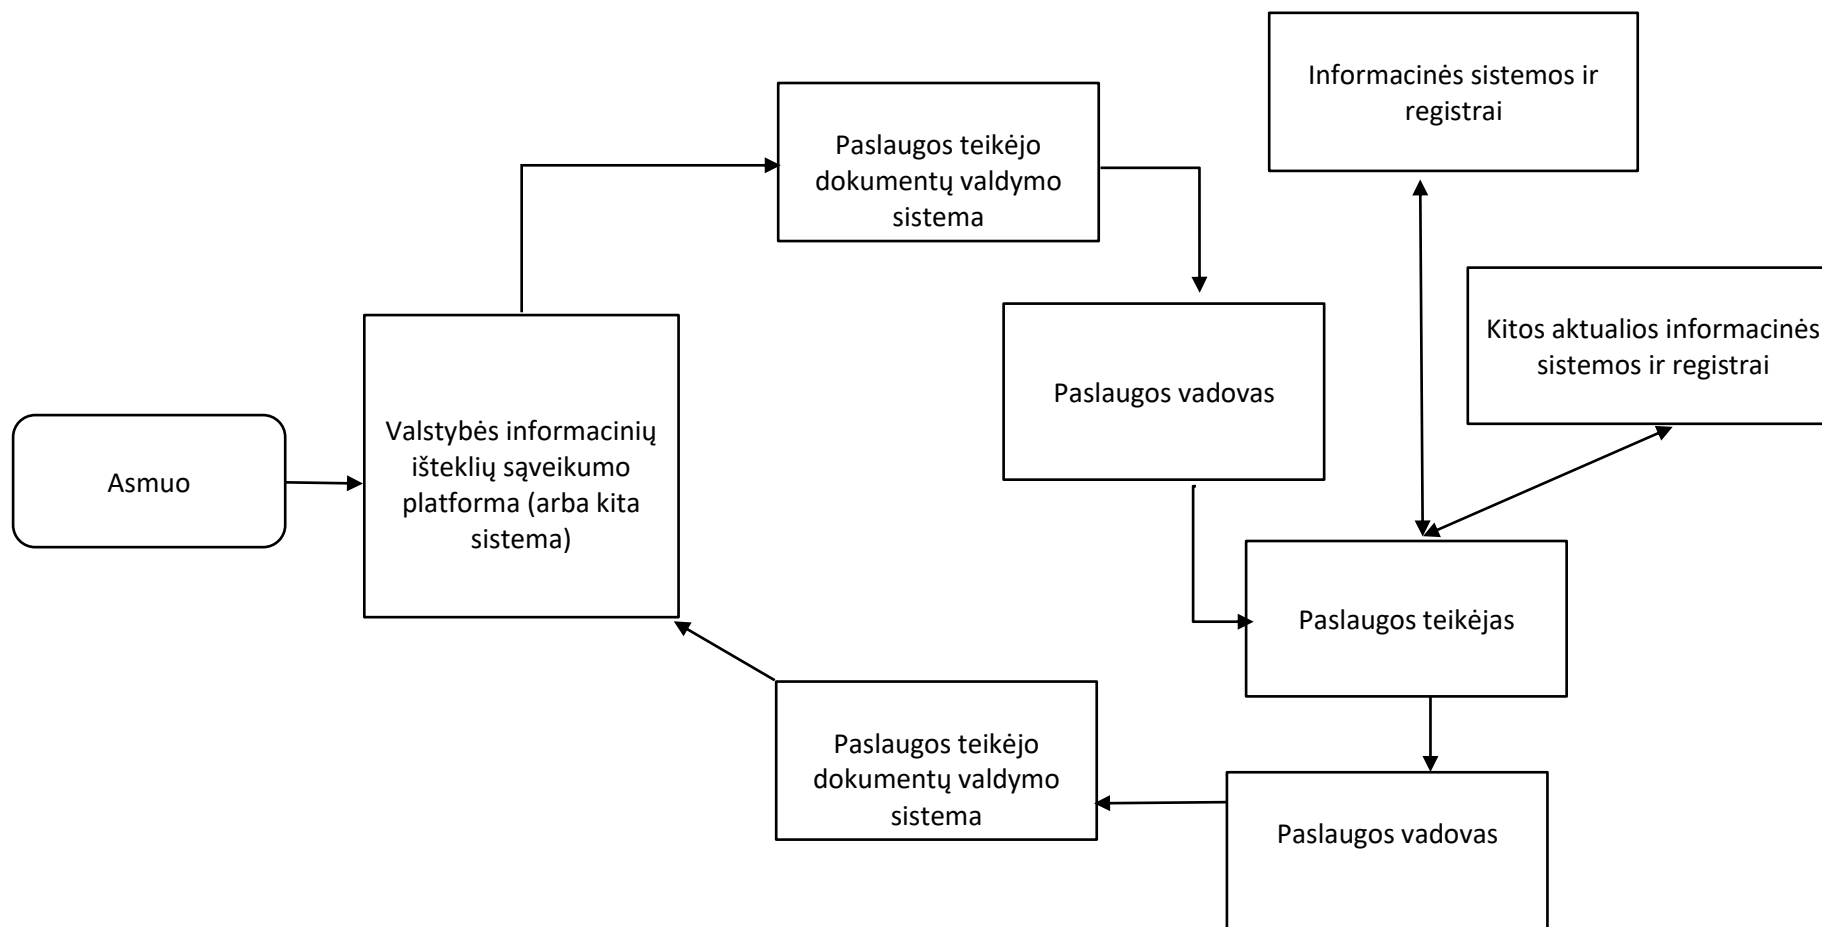 Informacinės sistemos ir
registrai
Paslaugos teikėjo
dokumentų valdymo
sistema
Kitos aktualios informacinės
sistemos ir registrai
Paslaugos vadovas
Valstybės informacinių
išteklių sąveikumo
platforma (arba kita
sistema)
Asmuo
Paslaugos teikėjas
Paslaugos teikėjo
dokumentų valdymo
sistema
Paslaugos vadovas